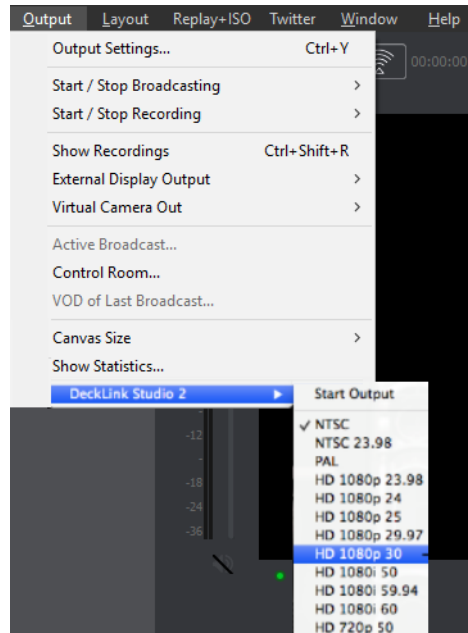 Output Layout Replay+ISO Twitter Window Help
Output Settings... Ctrl+Y
00:00:00
Start / Stop Broadcasting
Start / Stop Recording
Show Recordings Ctrl+Shift+R
External Display Output
Virtual Camera Out
Active Broadcast...
Control Room...
VOD of Last Broadcast...
Canvas Size
Show Statistics...
DeckLink Studio 2
Start Output
✓ NTSC
NTSC 23.98
PAL
HD 1080p 23.98
HD 1080p 24
HD 1080p 25
HD 1080p 29.97
HD 1080p 30
HD 1080i 50
HD 1080i 59.94
HD 1080i 60
HD 720p 50
-12
-18
-24
-36